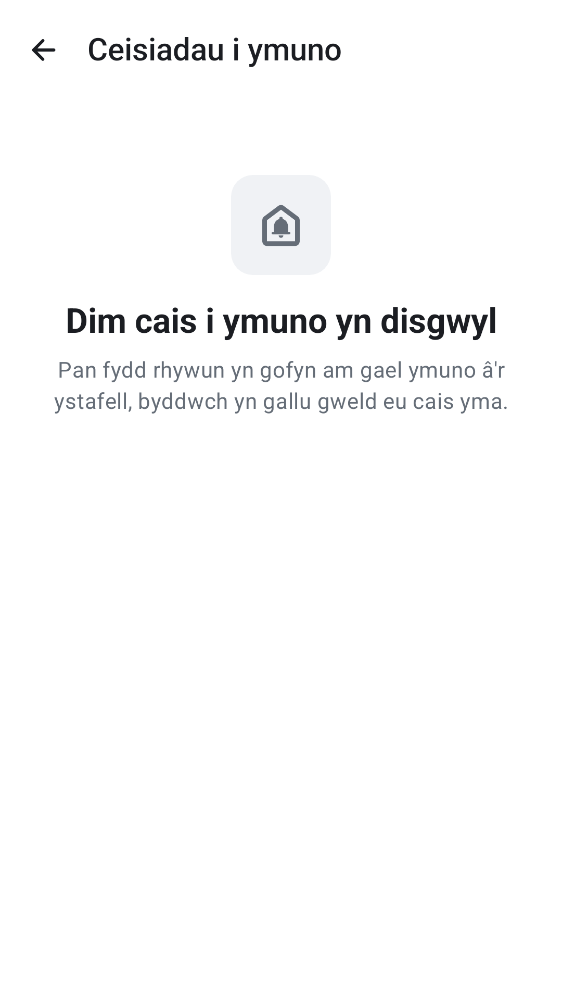 Ceisiadau i ymuno
Dim cais i ymuno yn disgwyl
Pan fydd rhywun yn gofyn am gael ymuno â'r
ystafell, byddwch yn gallu gweld eu cais yma.